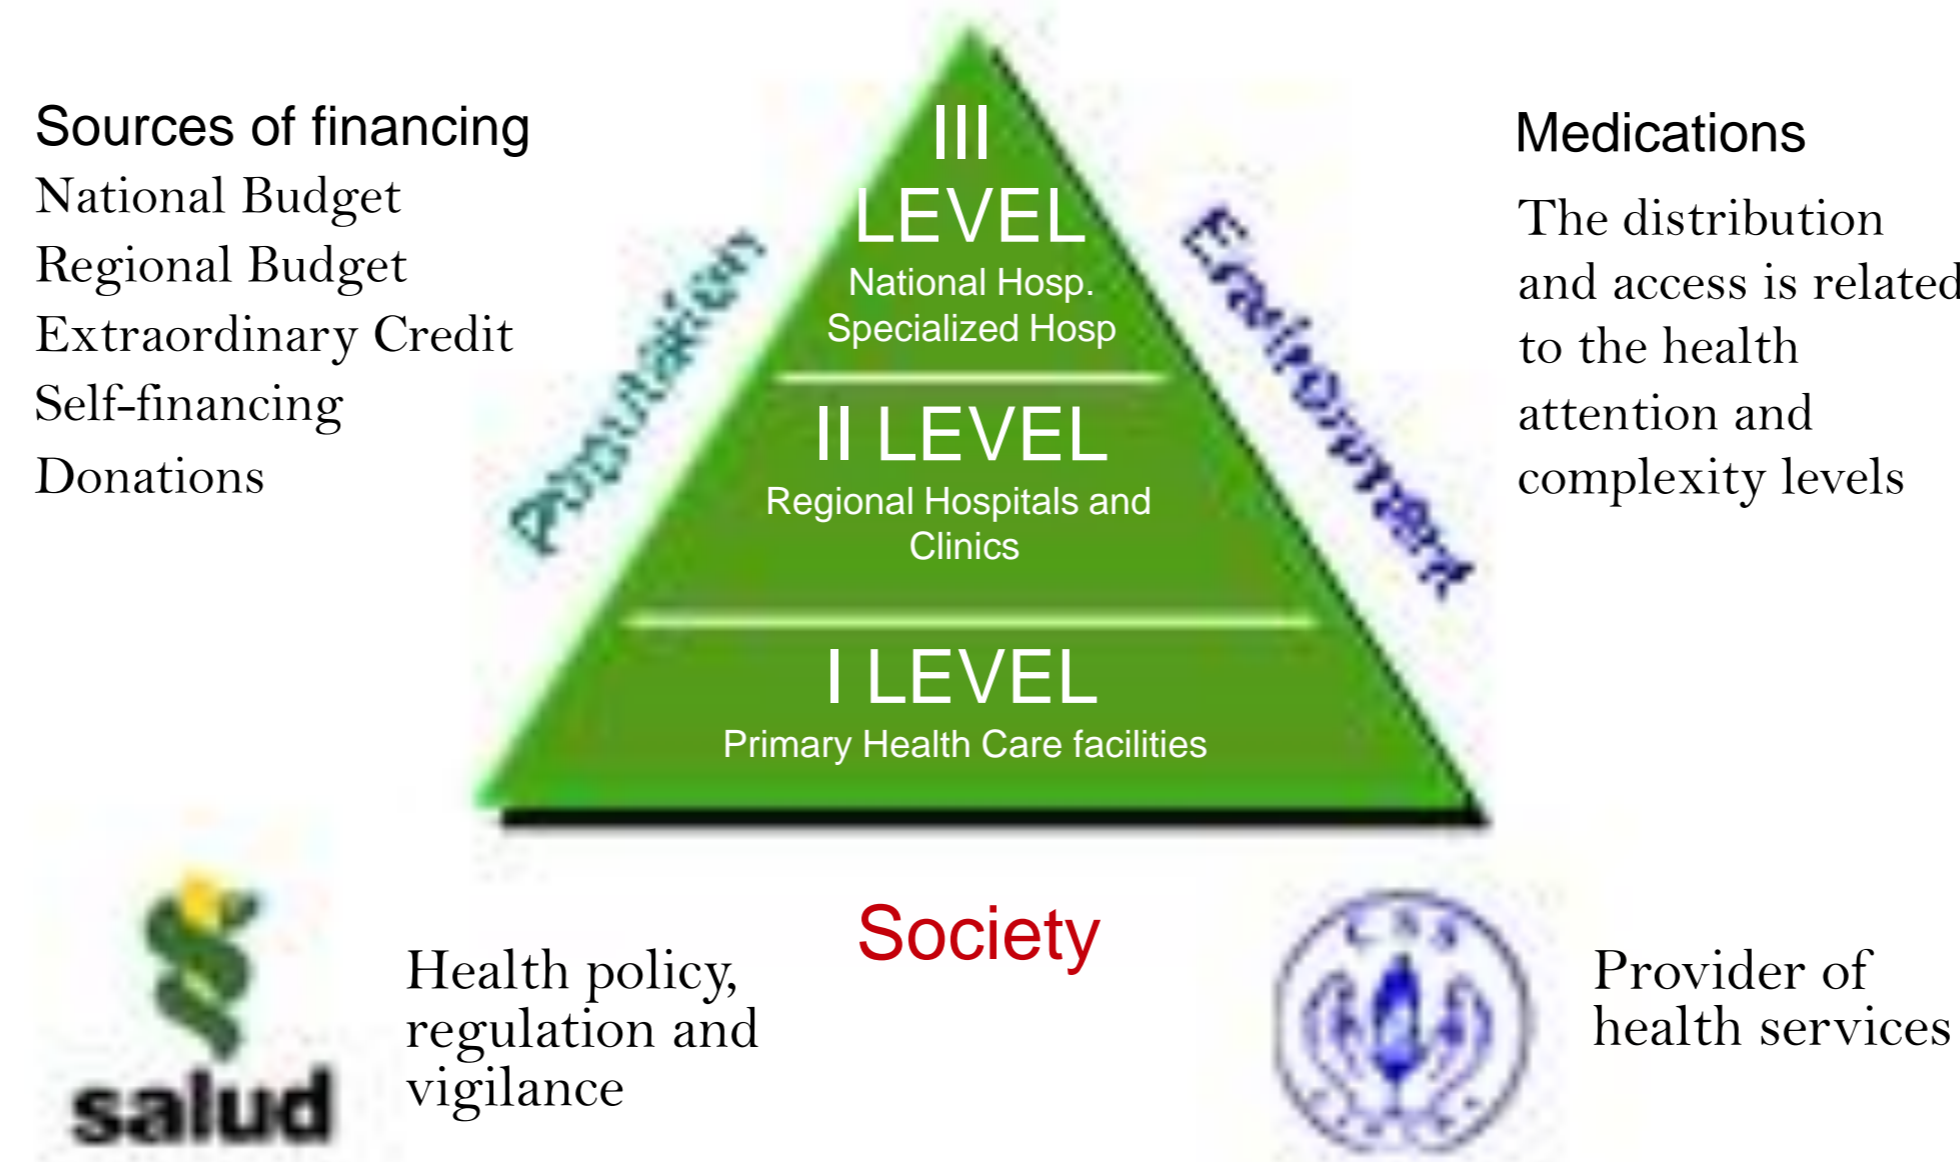 Sources of financing
National Budget
Regional Budget
Extraordinary Credit
Self-financing
Donations
Population
III
LEVEL
National Hosp.
Specialized Hosp
II LEVEL
Regional Hospitals and
Clinics
I LEVEL
Primary Health Care facilities
Environment
Medications
The distribution
and access is related
to the health
attention and
complexity levels
salud
Health policy,
regulation and
vigilance
Society
C S S
Provider of
health services